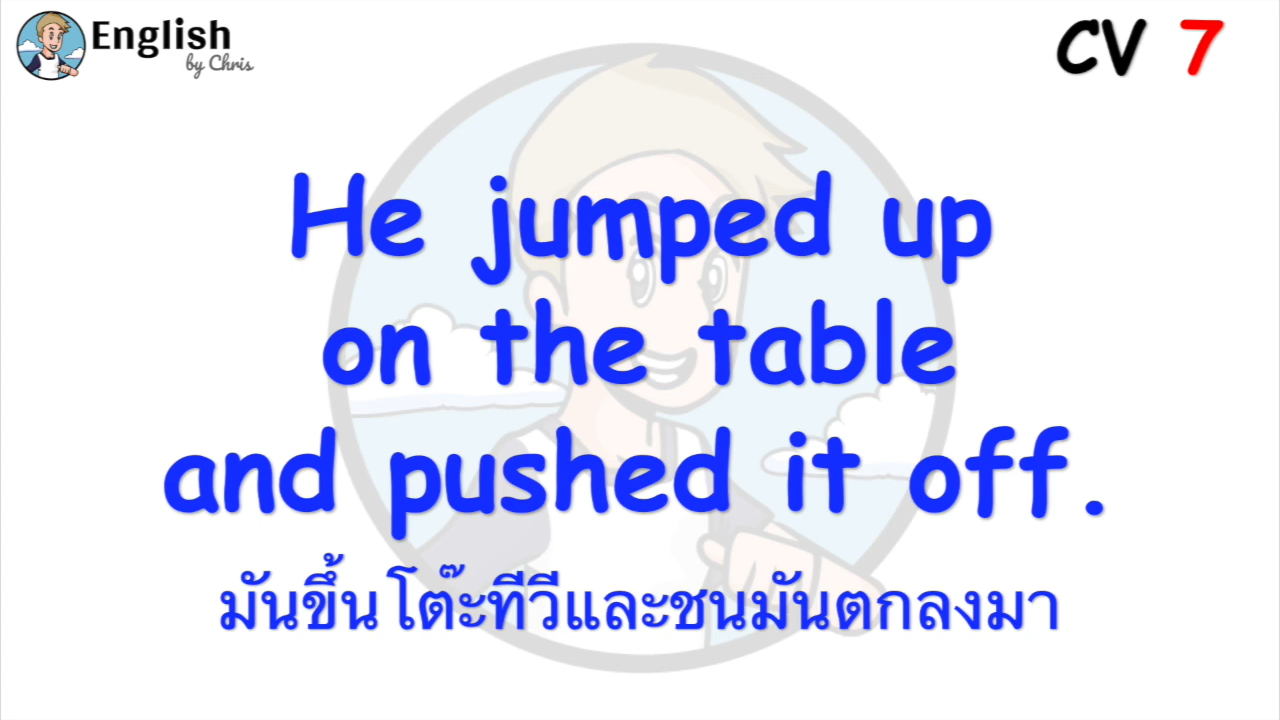 English
by Chris
CV 7
He jumped up
on the table
and pushed it off.
มันขึ้นโต๊ะทีวีและชนมันตกลงมา